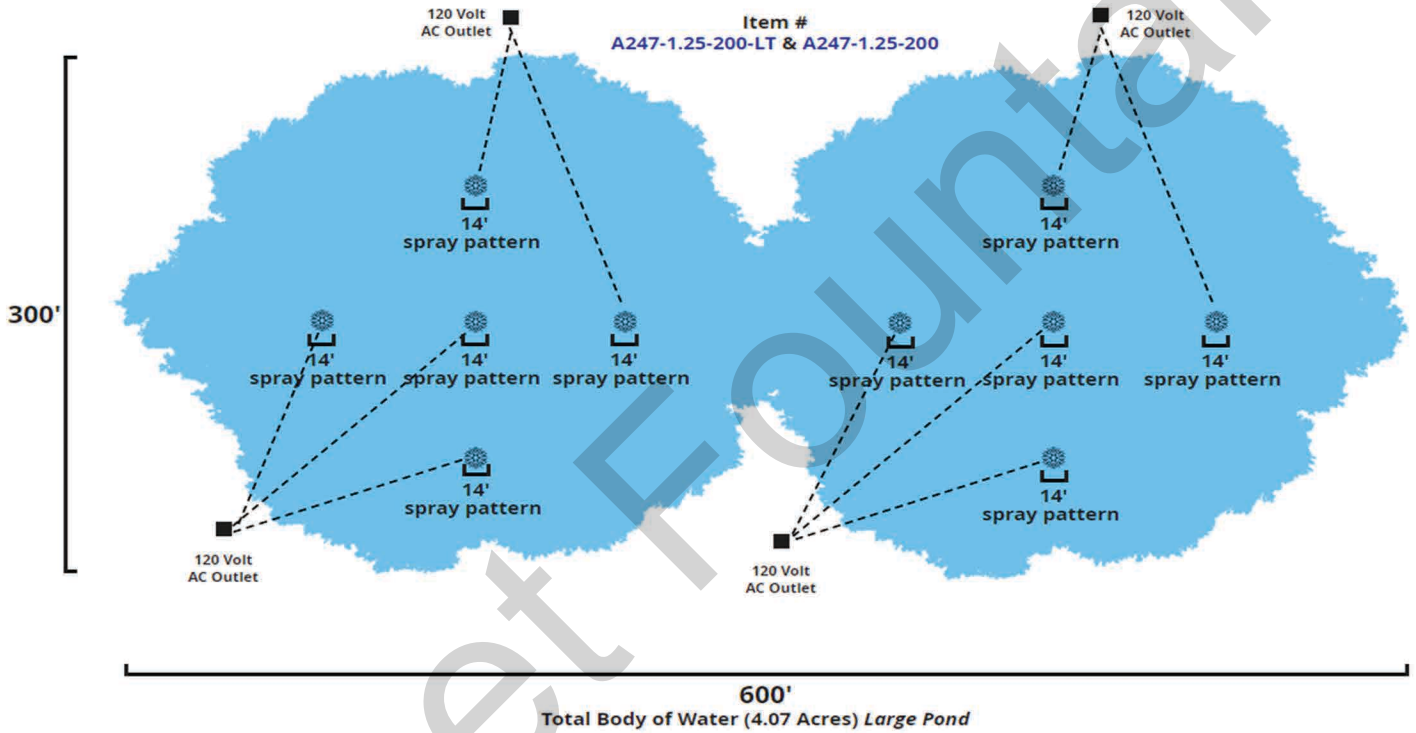 120 Volt
AC Outlet
Item #
A247-1.25-200-LT & A247-1.25-200
120 Volt
AC Outlet
300'
14'
spray pattern
14'
spray pattern
14'
spray pattern
14'
spray pattern
14'
spray pattern
14'
spray pattern
14'
spray pattern
14'
spray pattern
14'
spray pattern
14'
spray pattern
120 Volt
AC Outlet
120 Volt
AC Outlet
600'
Total Body of Water (4.07 Acres) Large Pond